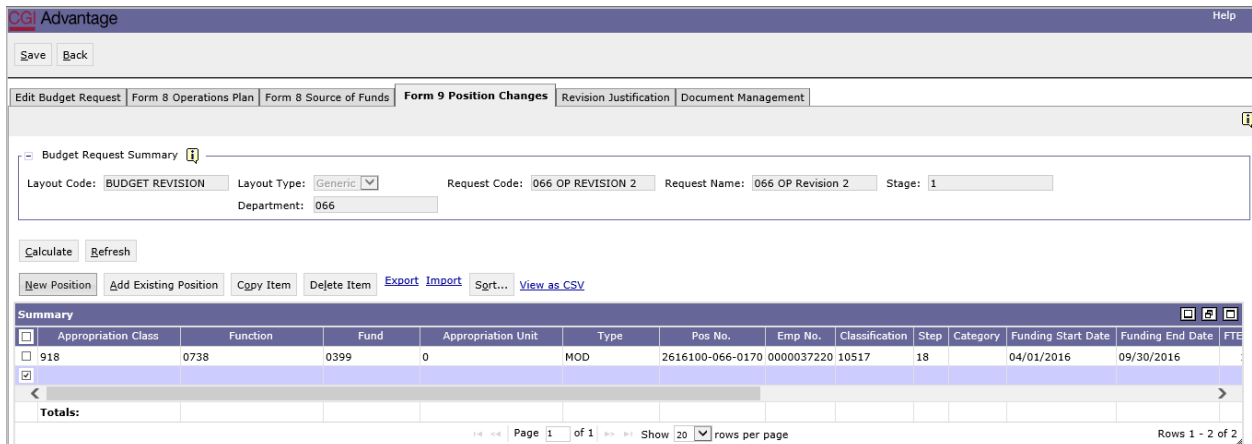 CGI Advantage
Help
Save Back
Edit Budget Request Form 8 Operations Plan Form 8 Source of Funds Form 9 Position Changes Revision Justification Document Management
Budget Request Summary
Layout Code: BUDGET REVISION Layout Type: Generic Request Code: 066 OP REVISION 2 Request Name: 066 OP Revision 2 Stage: 1
Department: 066
Calculate Refresh
New Position Add Existing Position Copy Item Delete Item Export Import Sort... View as CSV
Summary
Appropriation Class Function Fund Appropriation Unit Type Pos No. Emp No. Classification Step Category Funding Start Date Funding End Date FTE
918 0738 0399 0 MOD 2616100-066-0170 0000037220 10517 18 04/01/2016 09/30/2016
Totals:
Page 1 of 1 Show 20 rows per page Rows 1 - 2 of 2